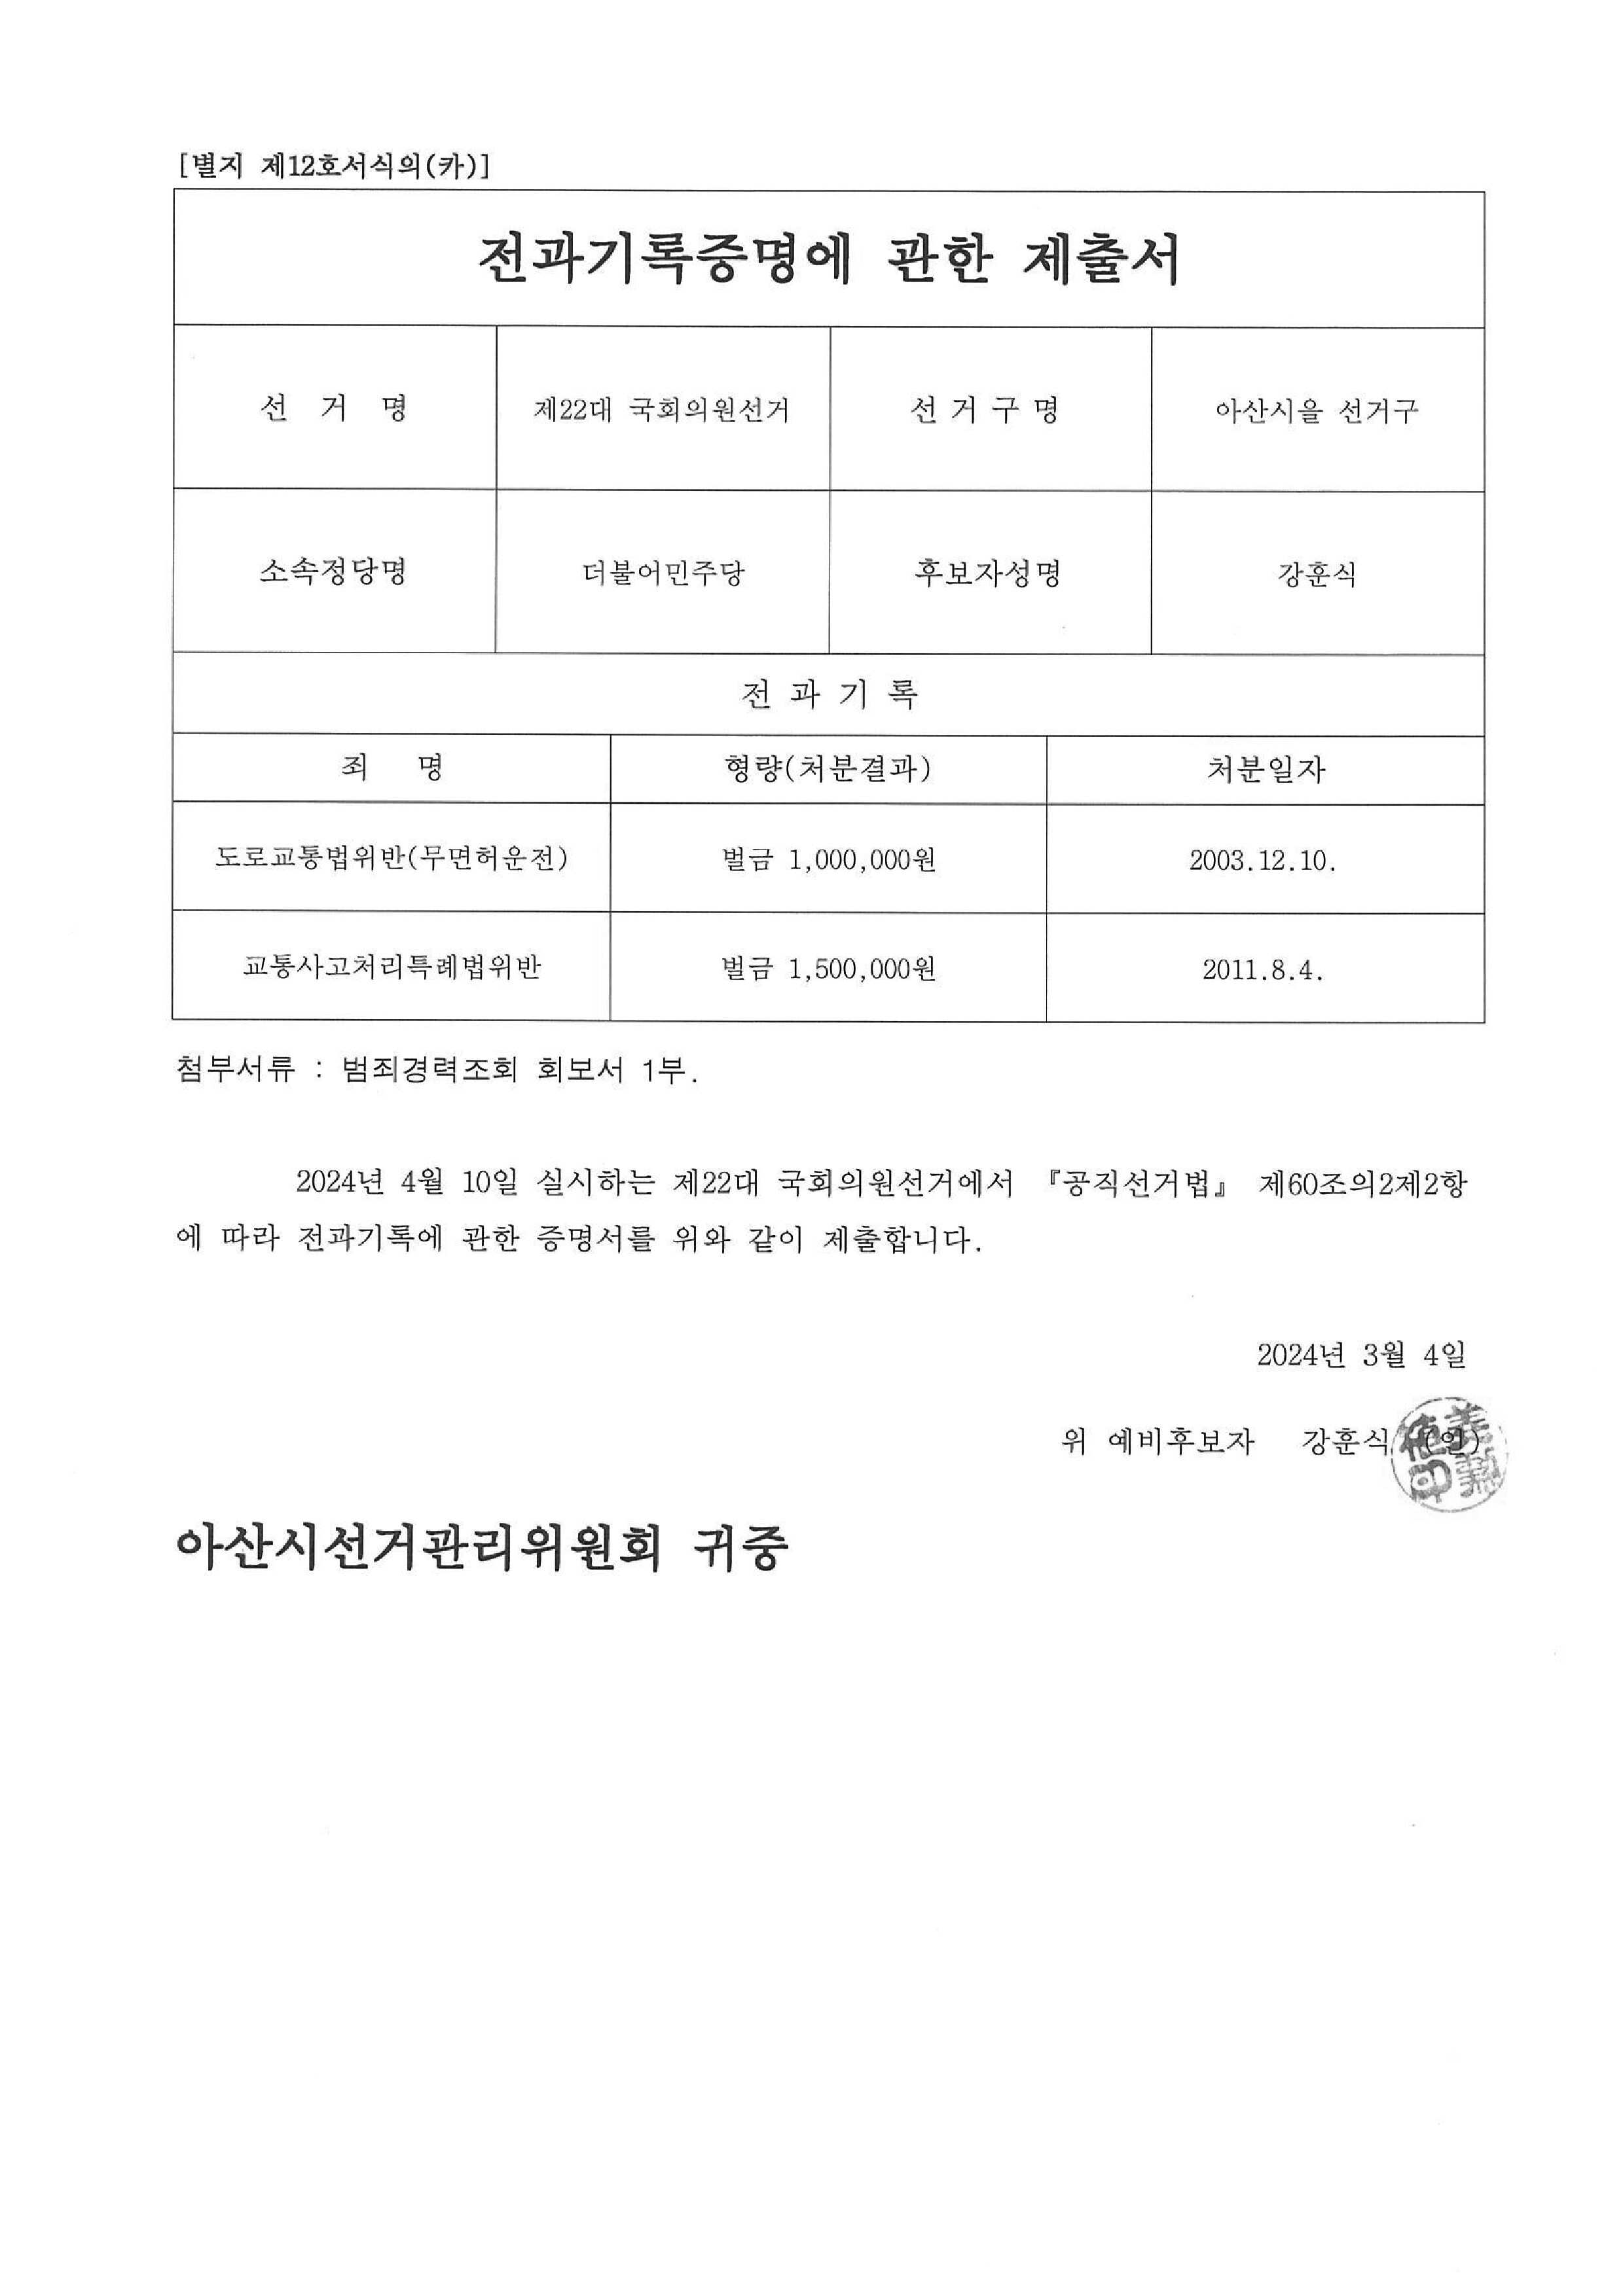 [별지 제12호서식의(카)]
전과기록증명에 관한 제출서
선 거 명 제22대 국회의원선거 선 거 구 명 아산시을 선거구
소속정당명 더불어민주당 후보자성명 강훈식
전 과 기 록
죄 명 형량(처분결과) 처분일자
도로교통법위반(무면허운전) 벌금 1,000,000원 2003.12.10.
교통사고처리특례법위반 벌금 1,500,000원 2011.8.4.
첨부서류 : 범죄경력조회 회보서 1부.
2024년 4월 10일 실시하는 제22대 국회의원선거에서 『공직선거법』 제60조의2제2항
에 따라 전과기록에 관한 증명서를 위와 같이 제출합니다.
2024년 3월 4일
위 예비후보자 강훈식 (인)
아산시선거관리위원회 귀중